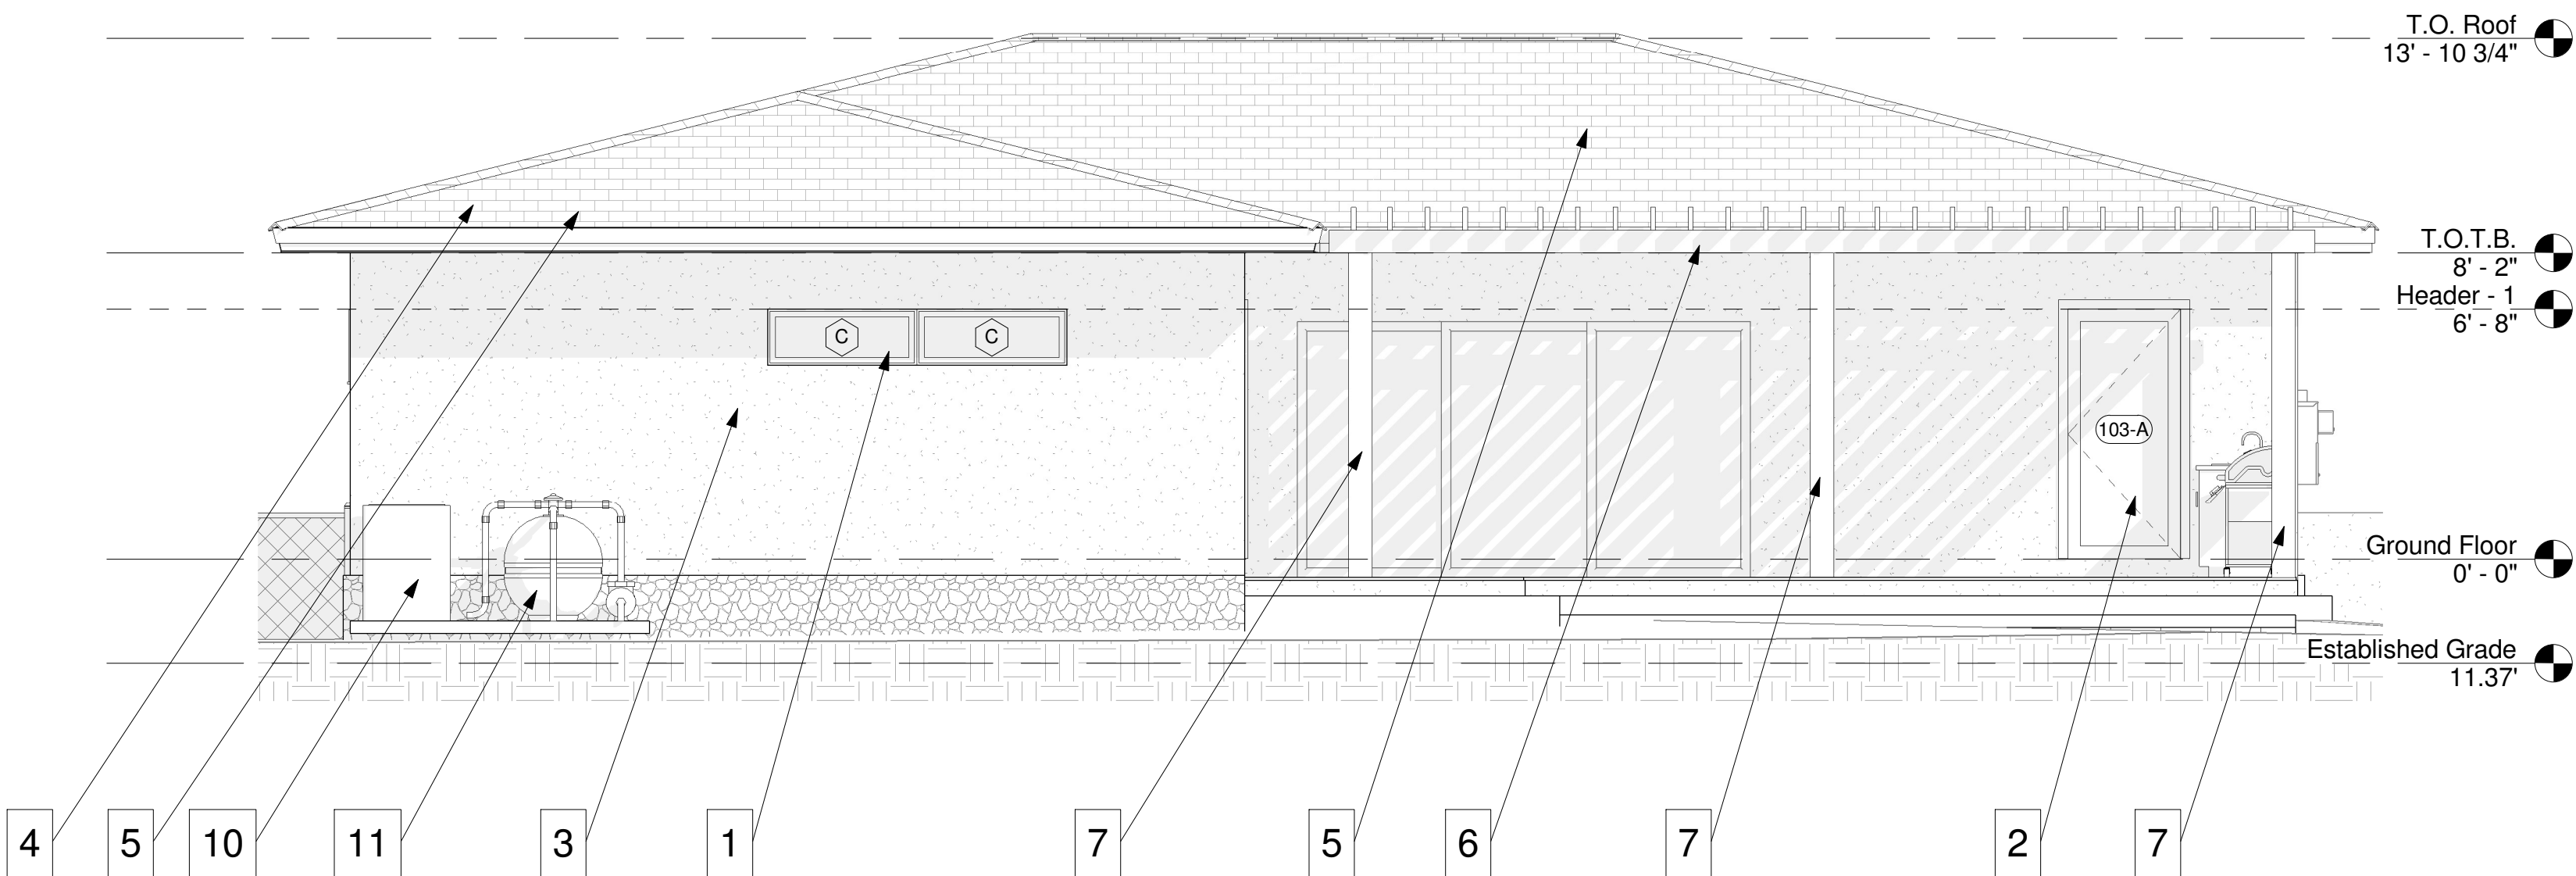 T.O. Roof
13' - 10 3/4"
T.O.T.B.
8' - 2"
Header - 1
6' - 8"
C C
103-A
Ground Floor
0' - 0"
Established Grade
11.37'
4 5 10 11 3 1 7 5 6 7 2 7